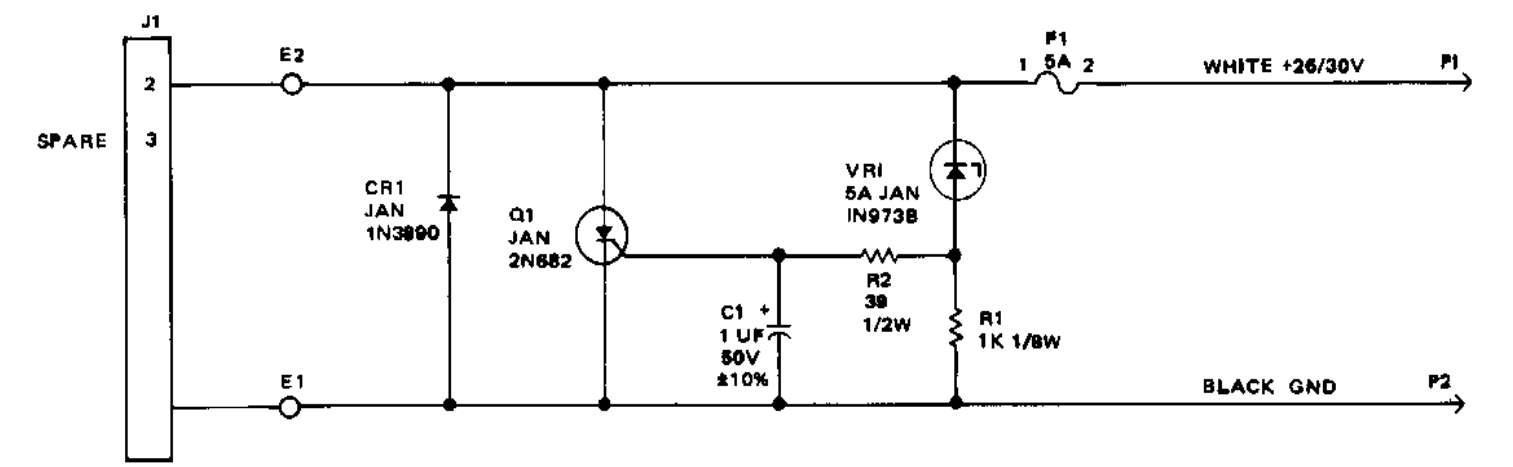 J1
E2
F1
1 5A 2
WHITE +26/30V
P1
2
SPARE 3
CR1
JAN
1N3890
Q1
JAN
2N682
VR1
5A JAN
IN973B
R2
39
1/2W
C1 +
1 UF
50V
±10%
R1
1K 1/8W
E1
BLACK GND
P2